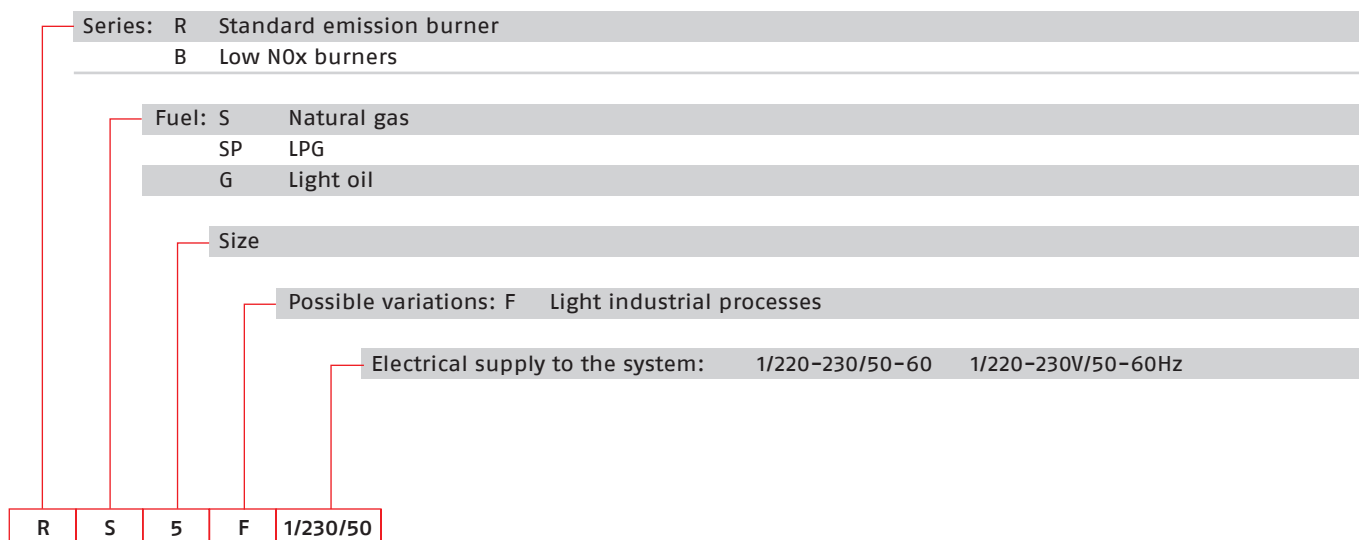 Series: R Standard emission burner
B Low N0x burners
Fuel: S Natural gas
SP LPG
G Light oil
Size
Possible variations: F Light industrial processes
Electrical supply to the system: 1/220-230/50-60 1/220-230V/50-60Hz
R S 5 F 1/230/50